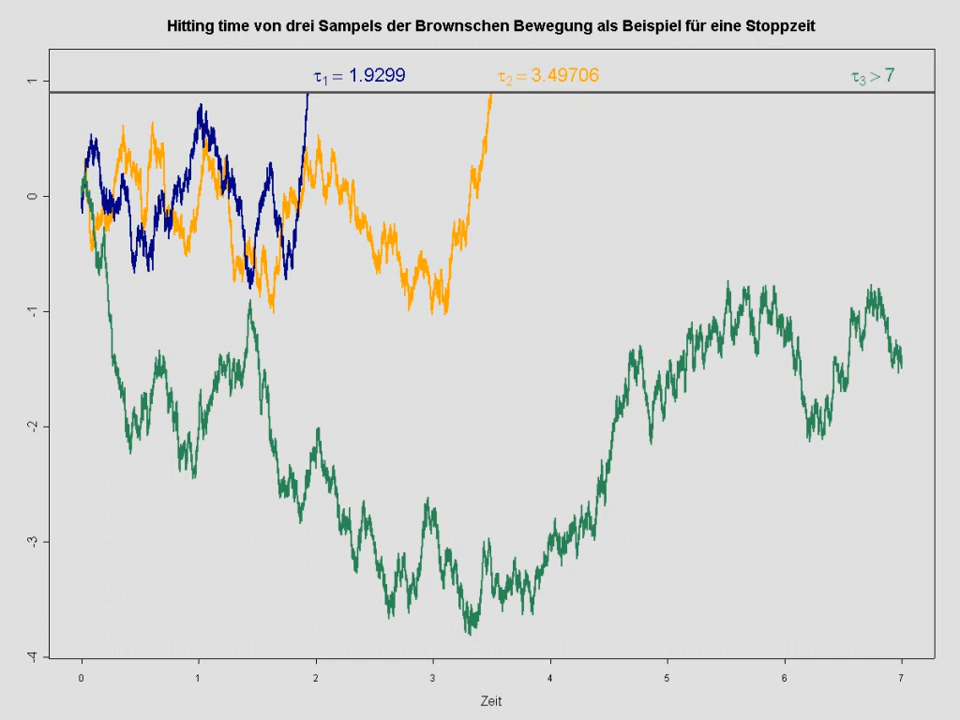 Hitting time von drei Sampels der Brownschen Bewegung als Beispiel für eine Stoppzeit
τ₁ = 1.9299 τ₂ = 3.49706 τ₃ > 7
1
0
-1
-2
-3
-4
0 1 2 3 4 5 6 7
Zeit